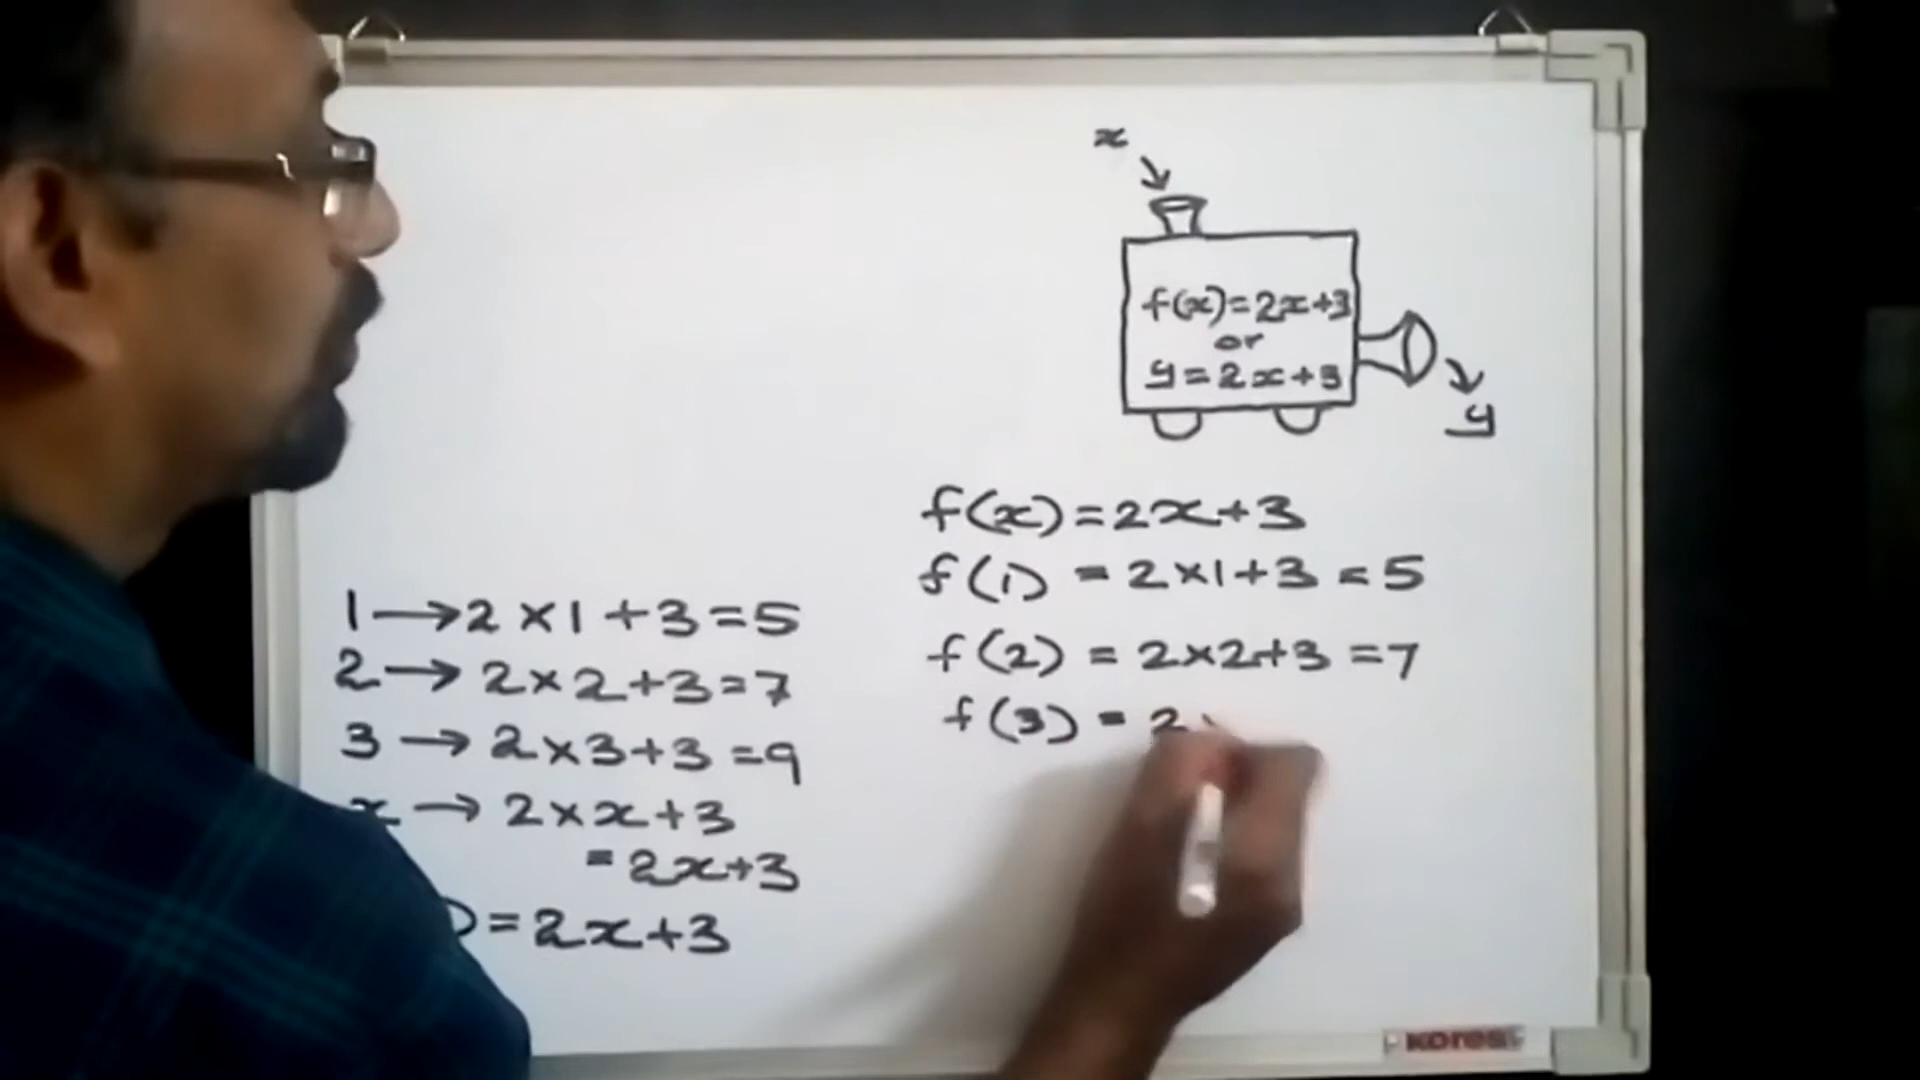 x
f(x)=2x+3
or
y=2x+3
y
f(x)=2x+3
f(1) = 2×1+3 = 5
f(2) = 2×2+3 =7
f(3) = 2×
1→2×1+3=5
2→ 2×2+3=7
3 → 2×3+3=9
x → 2×x+3
= 2x+3
)=2x+3
kores